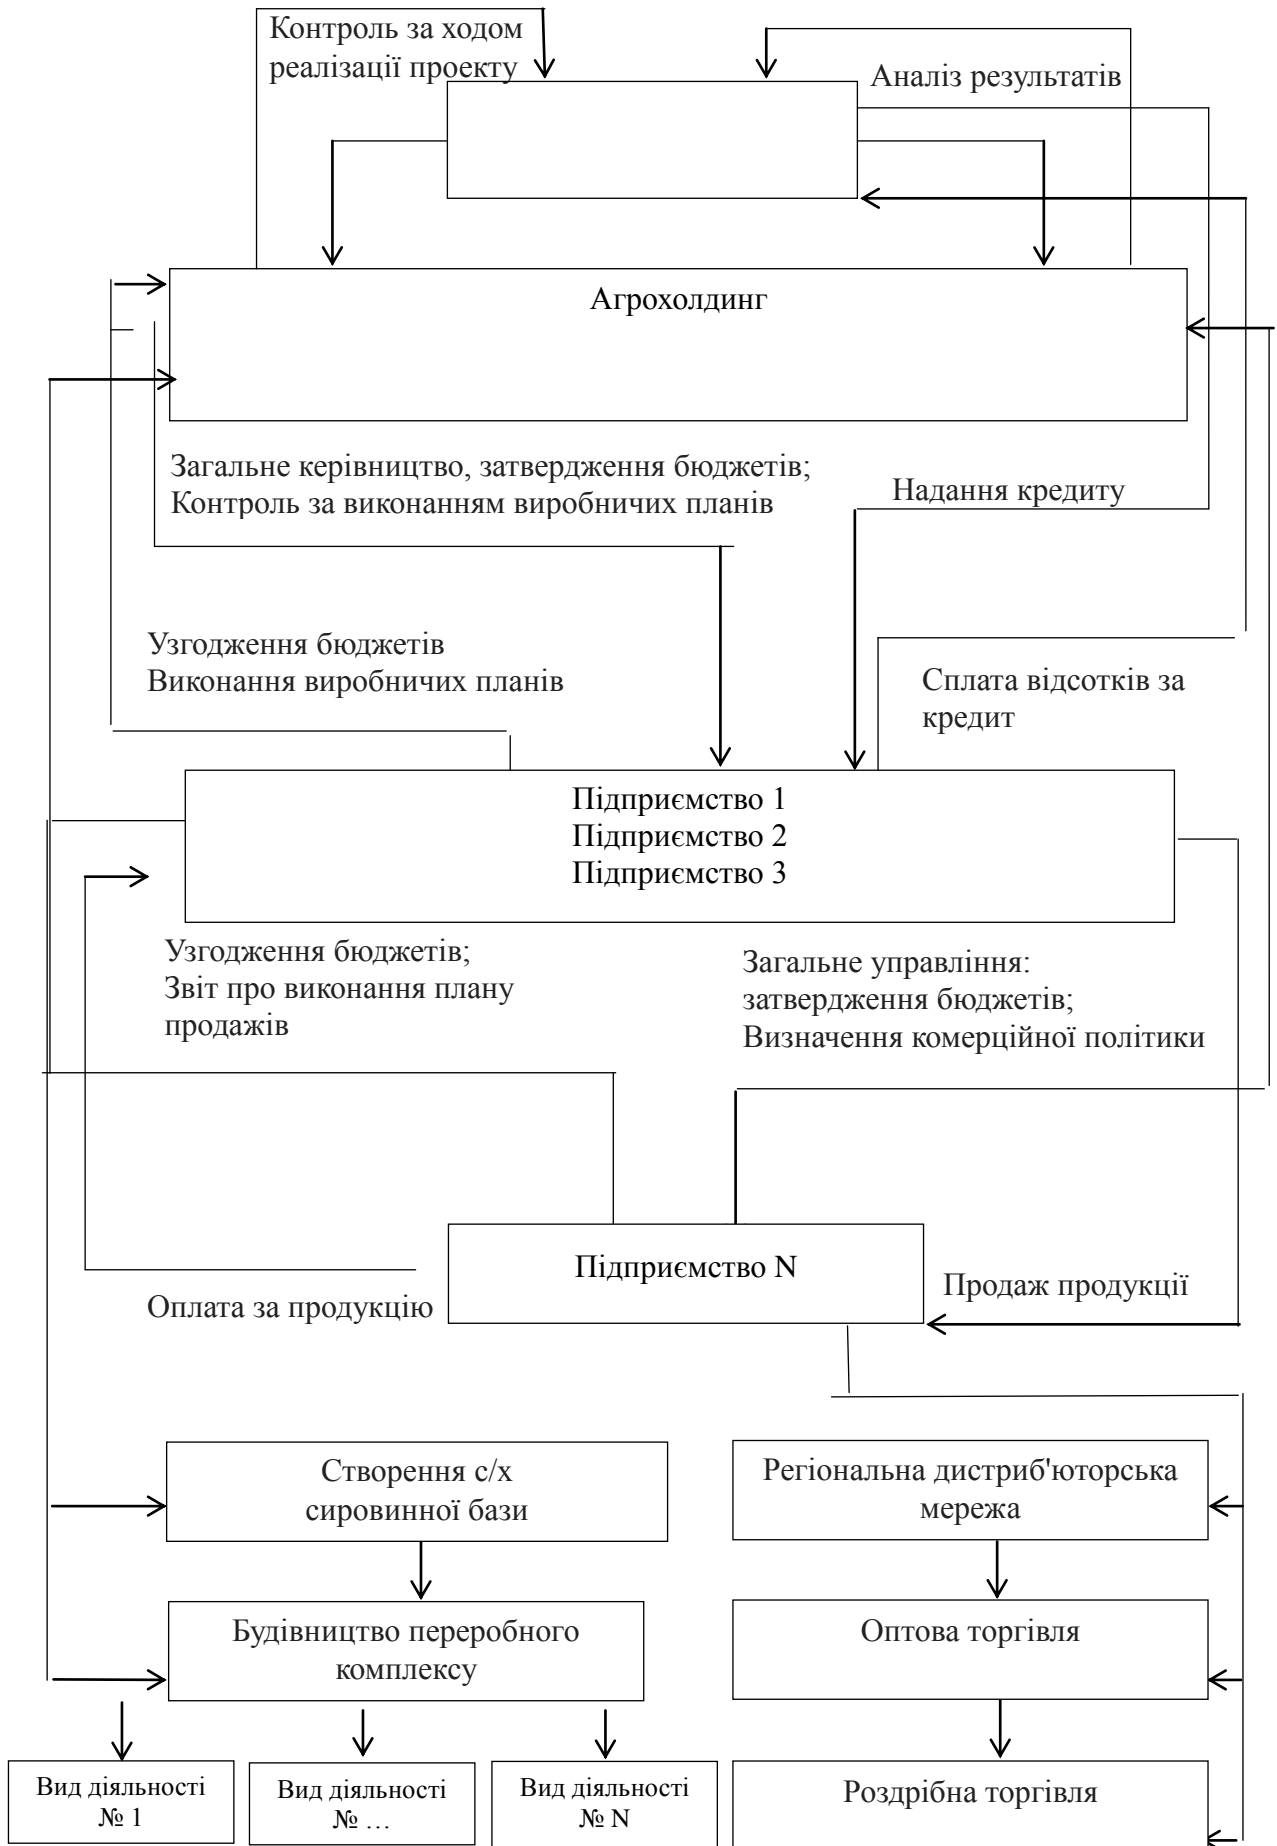 Контроль за ходом
реалізації проекту
Аналіз результатів
Агрохолдинг
Загальне керівництво, затвердження бюджетів;
Контроль за виконанням виробничих планів
Надання кредиту
Узгодження бюджетів
Виконання виробничих планів
Сплата відсотків за
кредит
Підприємство 1
Підприємство 2
Підприємство 3
Узгодження бюджетів;
Звіт про виконання плану
продажів
Загальне управління:
затвердження бюджетів;
Визначення комерційної політики
Підприємство N
Оплата за продукцію
Продаж продукції
Створення с/х
сировинної бази
Регіональна дистриб'юторська
мережа
Будівництво переробного
комплексу
Оптова торгівля
Вид діяльності
№ 1
Вид діяльності
№ …
Вид діяльності
№ N
Роздрібна торгівля